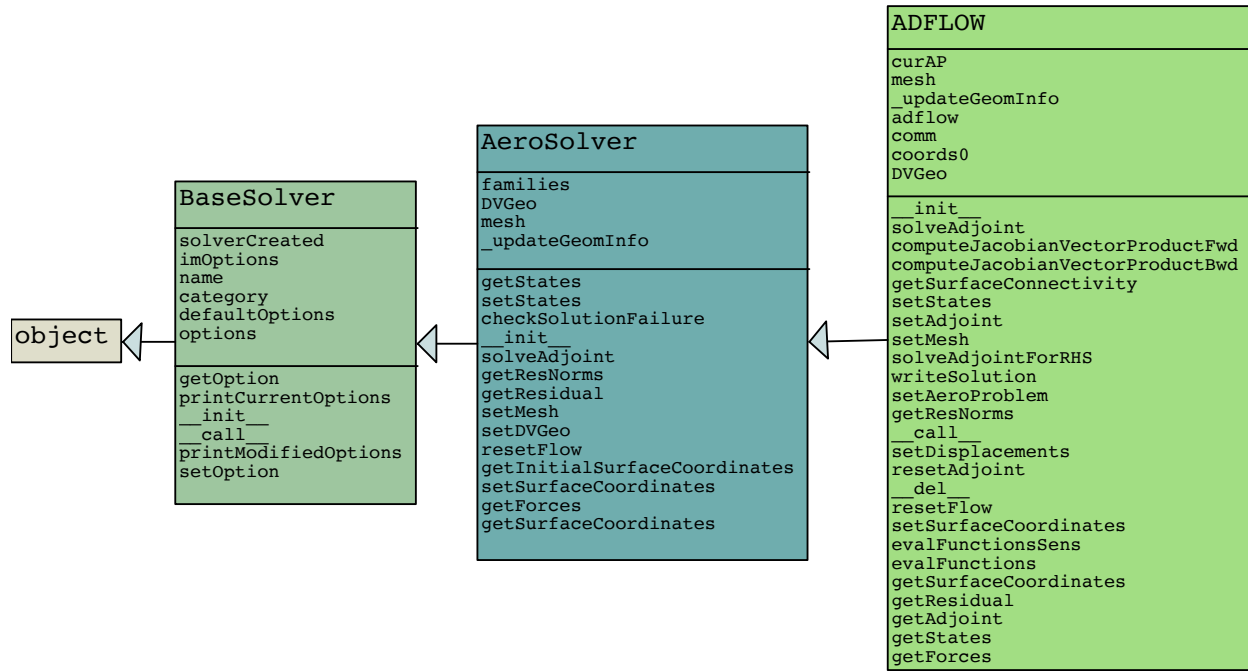 object
BaseSolver
solverCreated
imOptions
name
category
defaultOptions
options
getOption
printCurrentOptions
__init__
__call__
printModifiedOptions
setOption
AeroSolver
families
DVGeo
mesh
_updateGeomInfo
getStates
setStates
checkSolutionFailure
__init__
solveAdjoint
getResNorms
getResidual
setMesh
setDVGeo
resetFlow
getInitialSurfaceCoordinates
setSurfaceCoordinates
getForces
getSurfaceCoordinates
ADFLOW
curAP
mesh
_updateGeomInfo
adflow
comm
coords0
DVGeo
__init__
solveAdjoint
computeJacobianVectorProductFwd
computeJacobianVectorProductBwd
getSurfaceConnectivity
setStates
setAdjoint
setMesh
solveAdjointForRHS
writeSolution
setAeroProblem
getResNorms
__call__
setDisplacements
resetAdjoint
__del__
resetFlow
setSurfaceCoordinates
evalFunctionsSens
evalFunctions
getSurfaceCoordinates
getResidual
getAdjoint
getStates
getForces